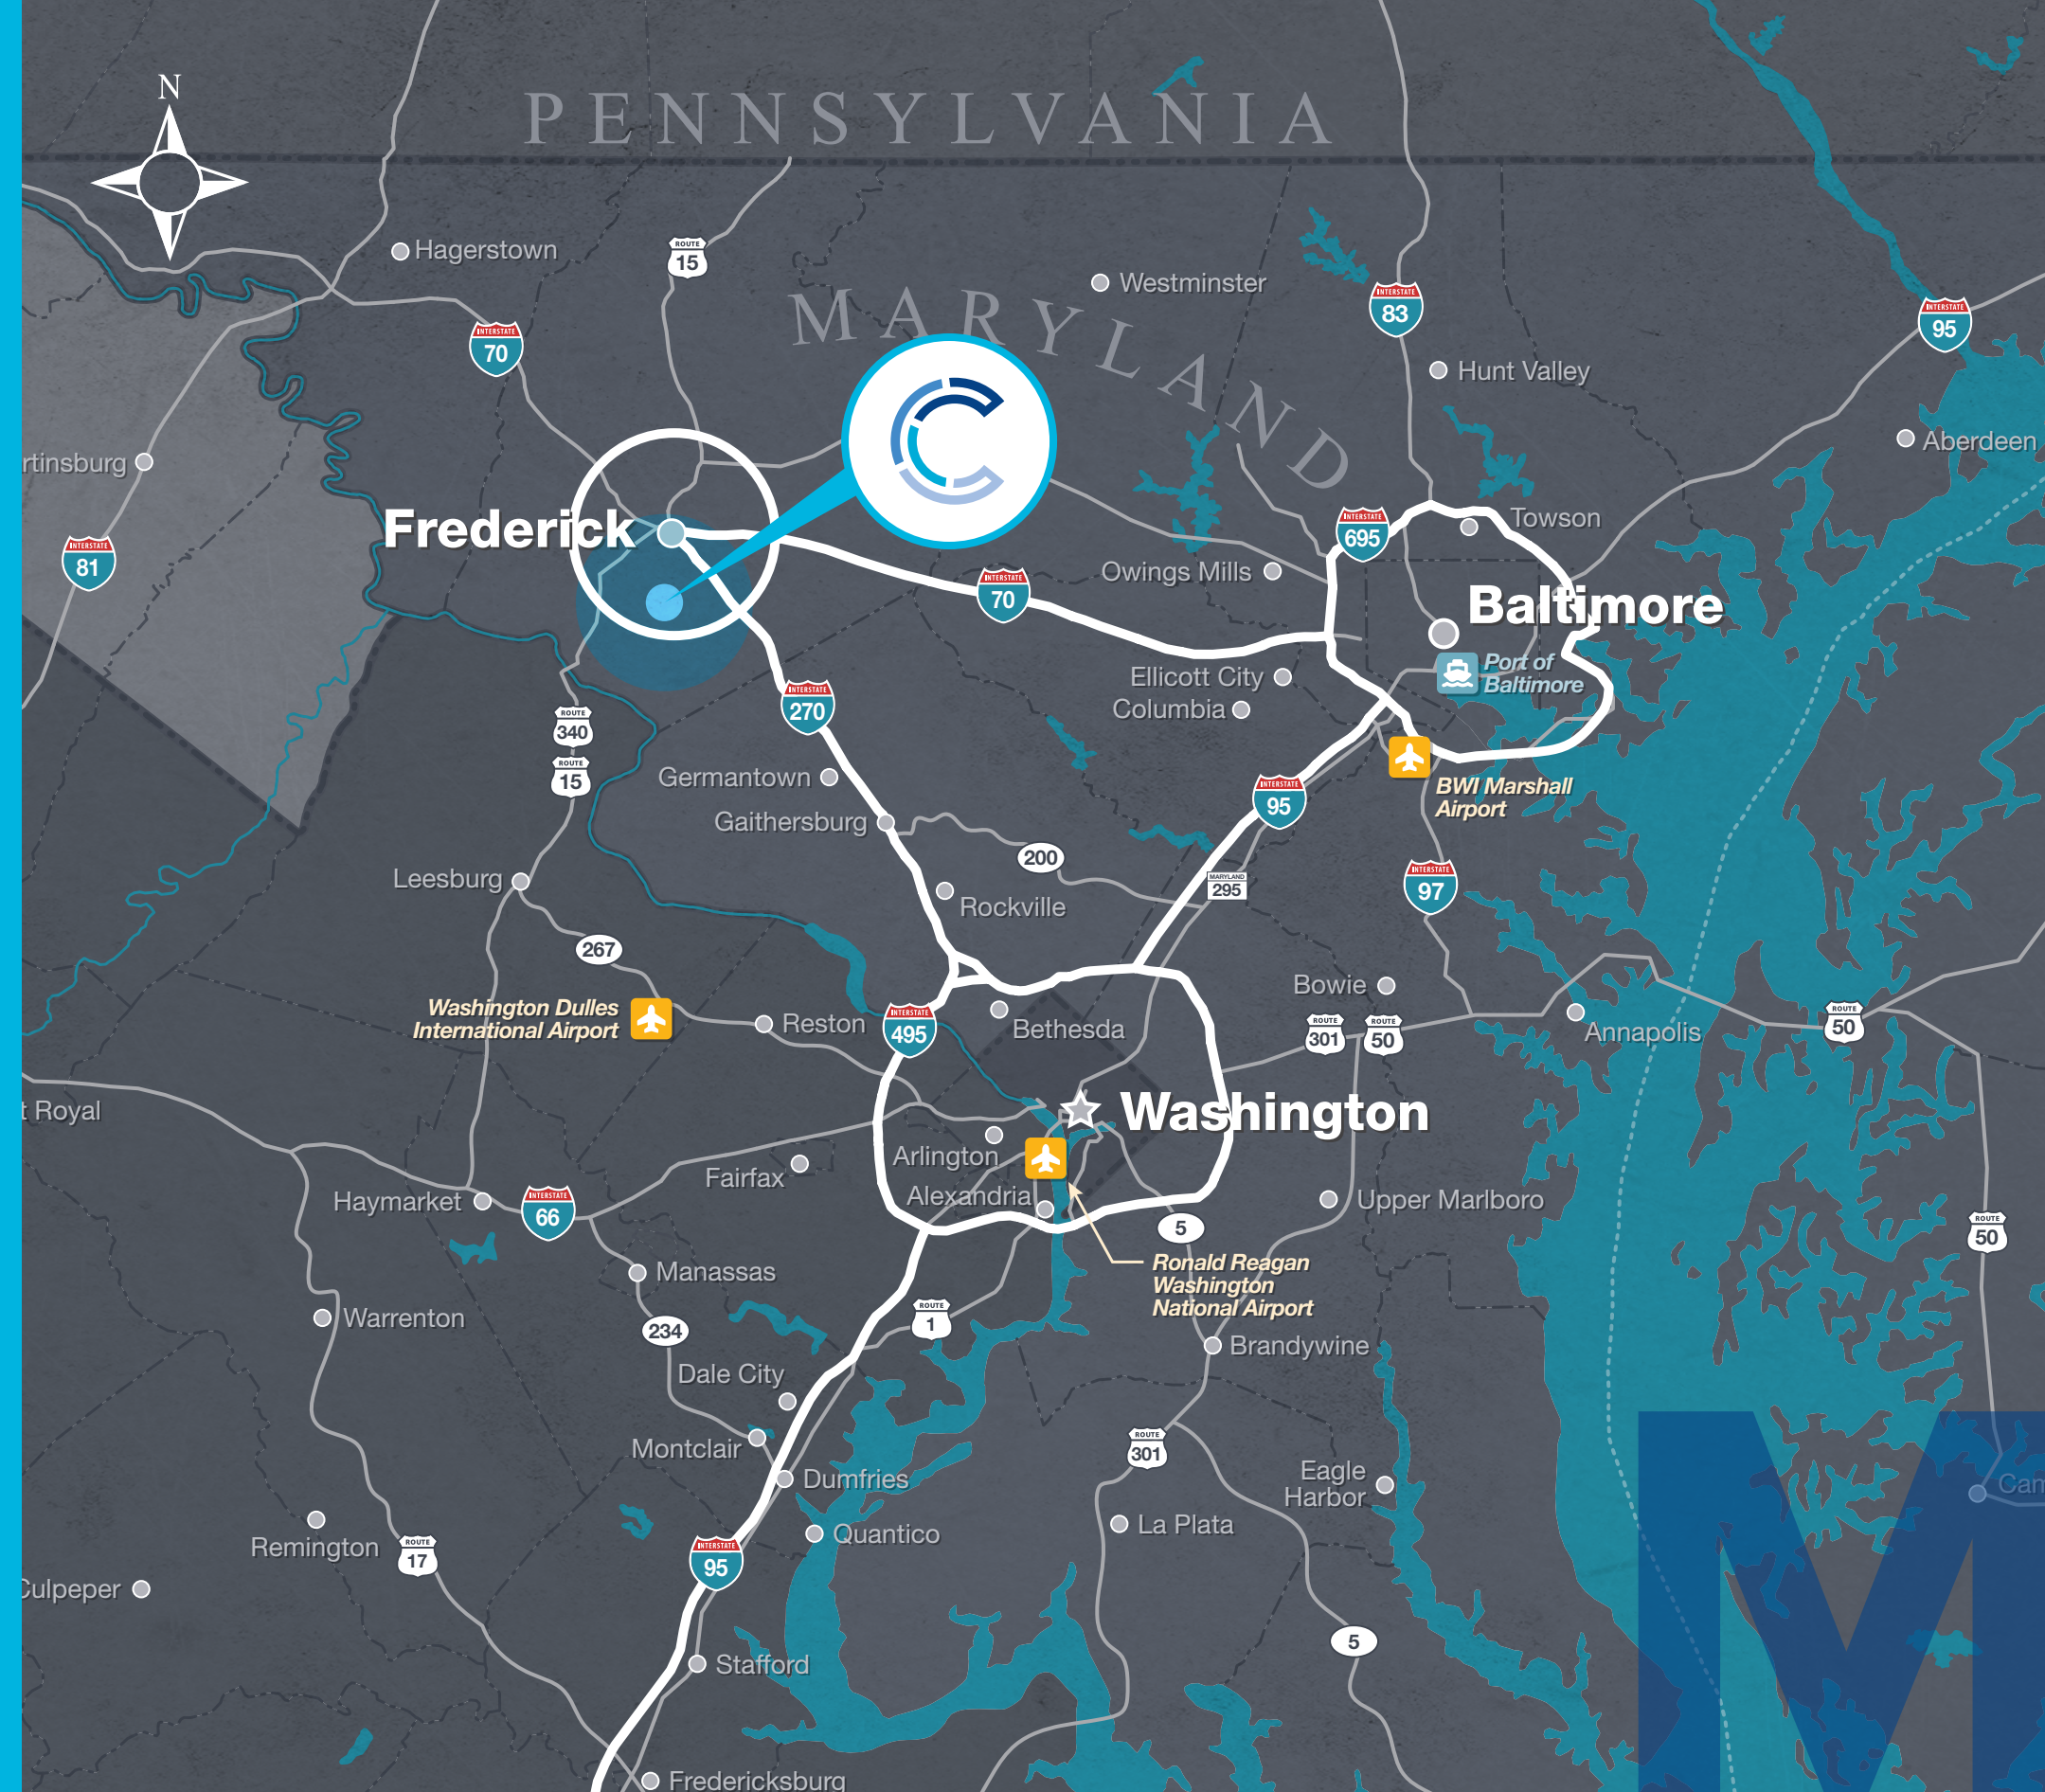 N
PENNSYLVANIA
Hagerstown
ROUTE
15
Westminster
MARYLAND
INTERSTATE
83
INTERSTATE
95
INTERSTATE
70
Hunt Valley
Aberdeen
rtinsburg
Frederick
INTERSTATE
695
Towson
INTERSTATE
81
Owings Mills
INTERSTATE
70
Baltimore
Port of
Baltimore
Ellicott City
Columbia
INTERSTATE
270
ROUTE
340
ROUTE
15
Germantown
BWI Marshall
Airport
INTERSTATE
95
Gaithersburg
200
Leesburg
MARYLAND
295
INTERSTATE
97
Rockville
267
Bowie
Washington Dulles
International Airport
Reston
INTERSTATE
495
Bethesda
ROUTE
301
ROUTE
50
Annapolis
ROUTE
50
t Royal
Washington
Arlington
Fairfax
Alexandria
Haymarket
INTERSTATE
66
Upper Marlboro
5
ROUTE
50
Ronald Reagan
Washington
National Airport
Manassas
Warrenton
234
ROUTE
1
Brandywine
Dale City
Montclair
ROUTE
301
Dumfries
Eagle
Harbor
Cam
Remington
ROUTE
17
INTERSTATE
95
Quantico
La Plata
Culpeper
5
Stafford
Fredericksburg
M